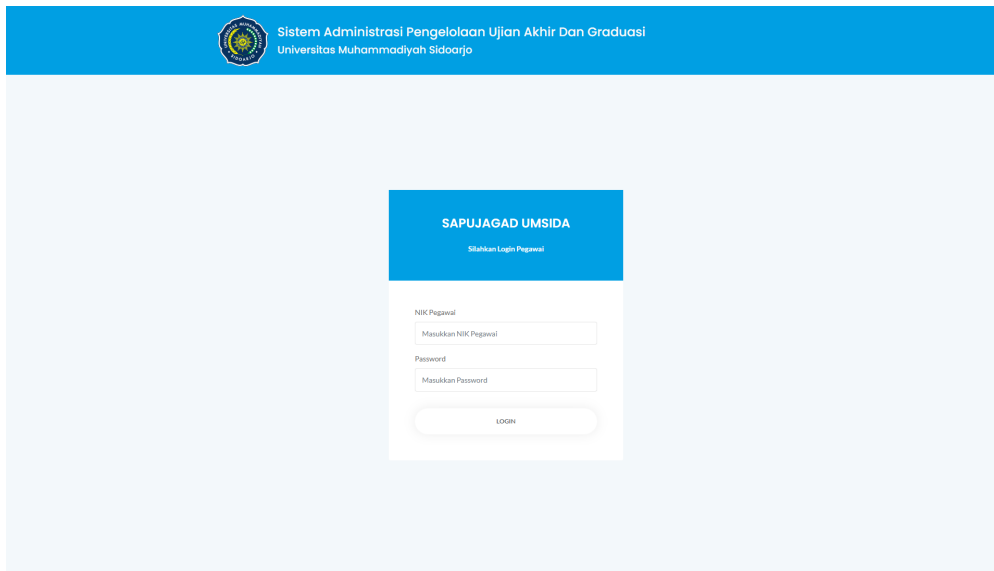 Sistem Administrasi Pengelolaan Ujian Akhir Dan Graduasi
Universitas Muhammadiyah Sidoarjo
SAPUJAGAD UMSIDA
Silahkan Login Pegawai
NIK Pegawai
Masukkan NIK Pegawai
Password
Masukkan Password
LOGIN